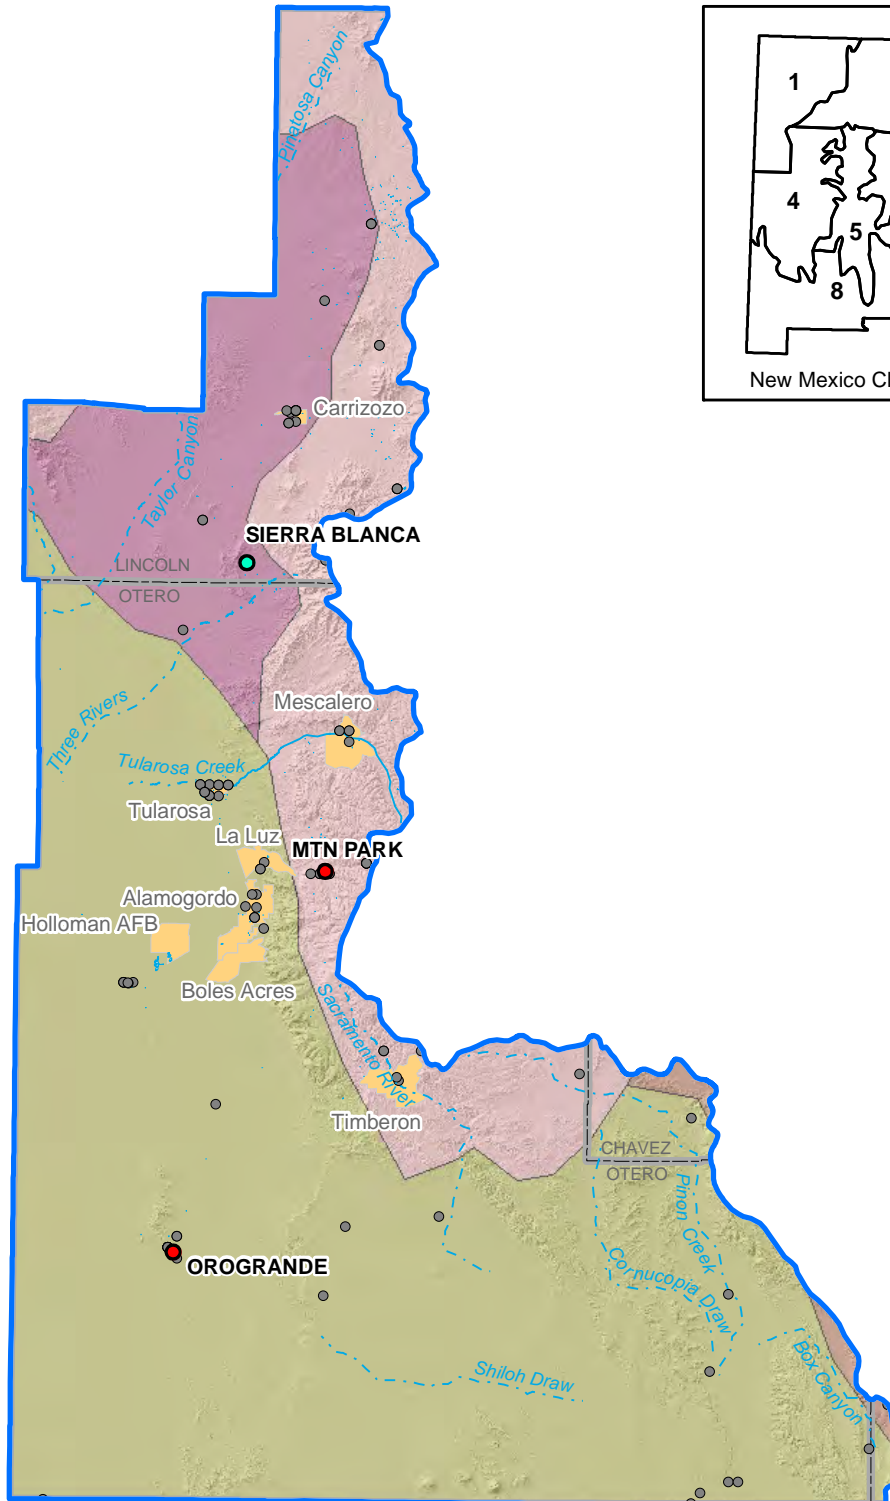 Pinatosa Canyon
1
4
5
8
New Mexico Cl
Carrizozo
Taylor Canyon
SIERRA BLANCA
LINCOLN
OTERO
Mescalero
Three Rivers
Tularosa Creek
Tularosa
La Luz
MTN PARK
Alamogordo
Holloman AFB
Boles Acres
Sacramento River
Timberon
CHAVEZ
OTERO
Pinon Creek
OROGRANDE
Cornucopia Draw
Box Canyon
Shiloh Draw